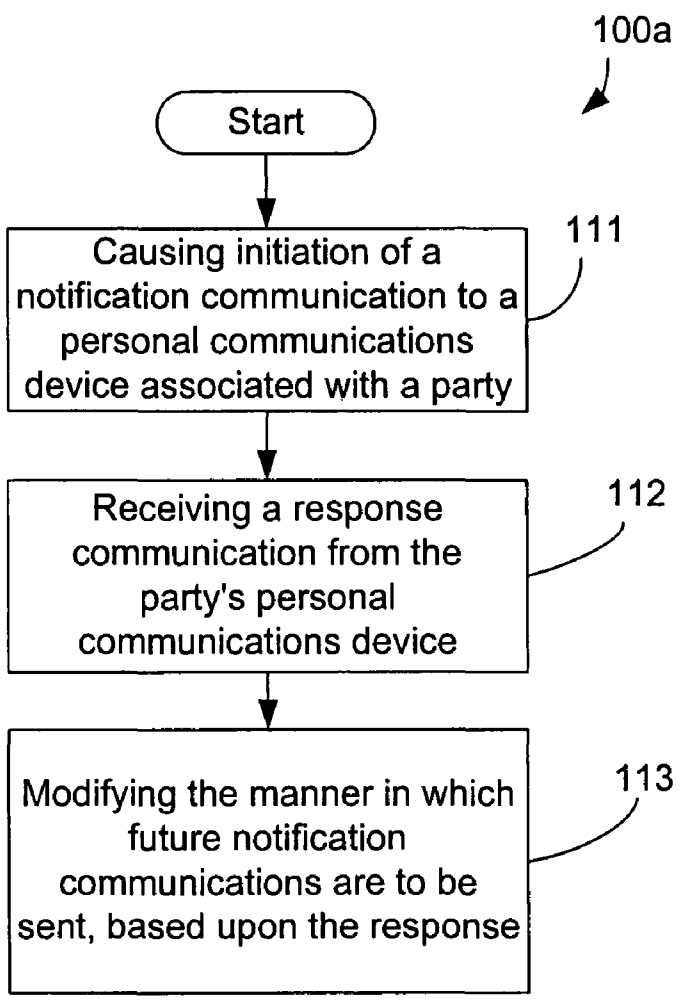 100a
Start
111
Causing initiation of a
notification communication to a
personal communications
device associated with a party
112
Receiving a response
communication from the
party's personal
communications device
113
Modifying the manner in which
future notification
communications are to be
sent, based upon the response